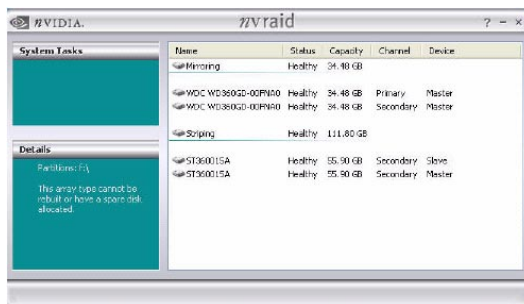 nVIDIA.
nvraid
? – ×
System Tasks
Details
Partitions: f:\
This array type cannot be
rebuilt or have a spare disk
allocated.
Name Status Capacity Channel Device
Mirroring Healthy 34.48 GB
WDC WD360GD-00FNA0 Healthy 34.48 GB Primary Master
WDC WD360GD-00FNA0 Healthy 34.48 GB Secondary Master
Striping Healthy 111.80 GB
ST360015A Healthy 55.90 GB Secondary Slave
ST360015A Healthy 55.90 GB Secondary Master